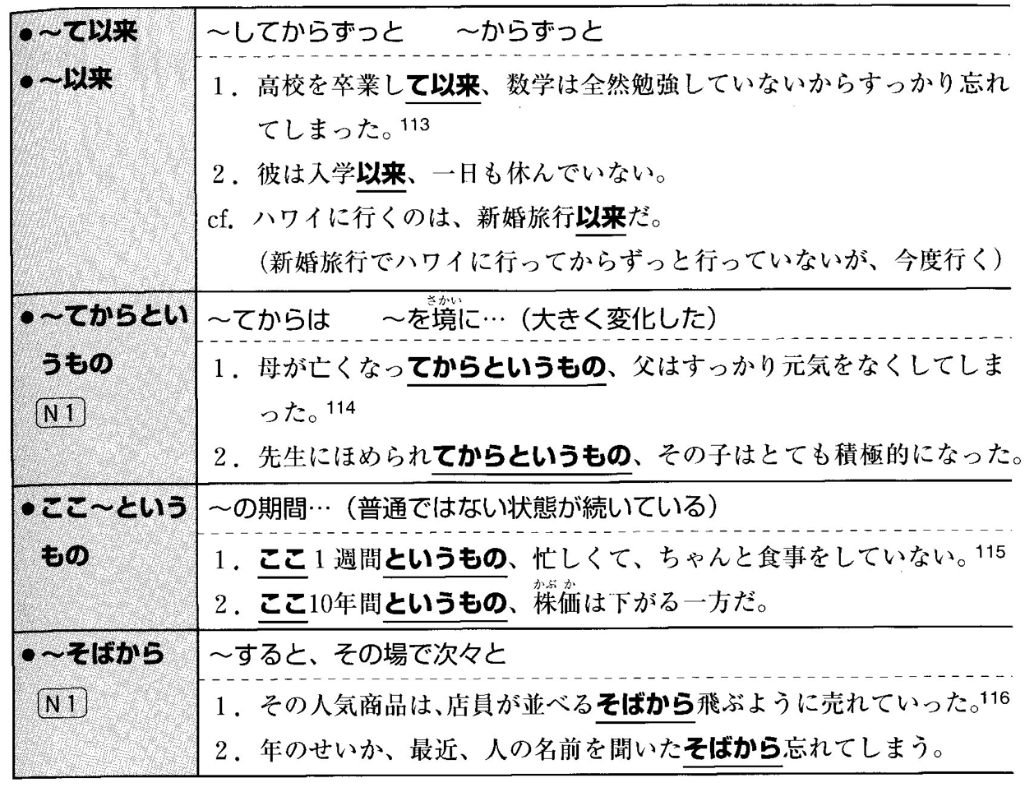 ●～て以来　～してからずっと　　～からずっと
●～以来　1．高校を卒業して以来、数学は全然勉強していないからすっかり忘れ
てしまった。113
2．彼は入学以来、一日も休んでいない。
cf. ハワイに行くのは、新婚旅行以来だ。
（新婚旅行でハワイに行ってからずっと行っていないが、今度行く）
●～てからとい　～てからは　　～を境に…（大きく変化した）
さかい
うもの　1．母が亡くなってからというもの、父はすっかり元気をなくしてしま
N1　った。114
2．先生にほめられてからというもの、その子はとても積極的になった。
●ここ～という　～の期間…（普通ではない状態が続いている）
もの　1．ここ1週間というもの、忙しくて、ちゃんと食事をしていない。115
かぶか
2．ここ10年間というもの、株価は下がる一方だ。
●～そばから　～すると、その場で次々と
N1　1．その人気商品は、店員が並べるそばから飛ぶように売れていった。116
2．年のせいか、最近、人の名前を聞いたそばから忘れてしまう。